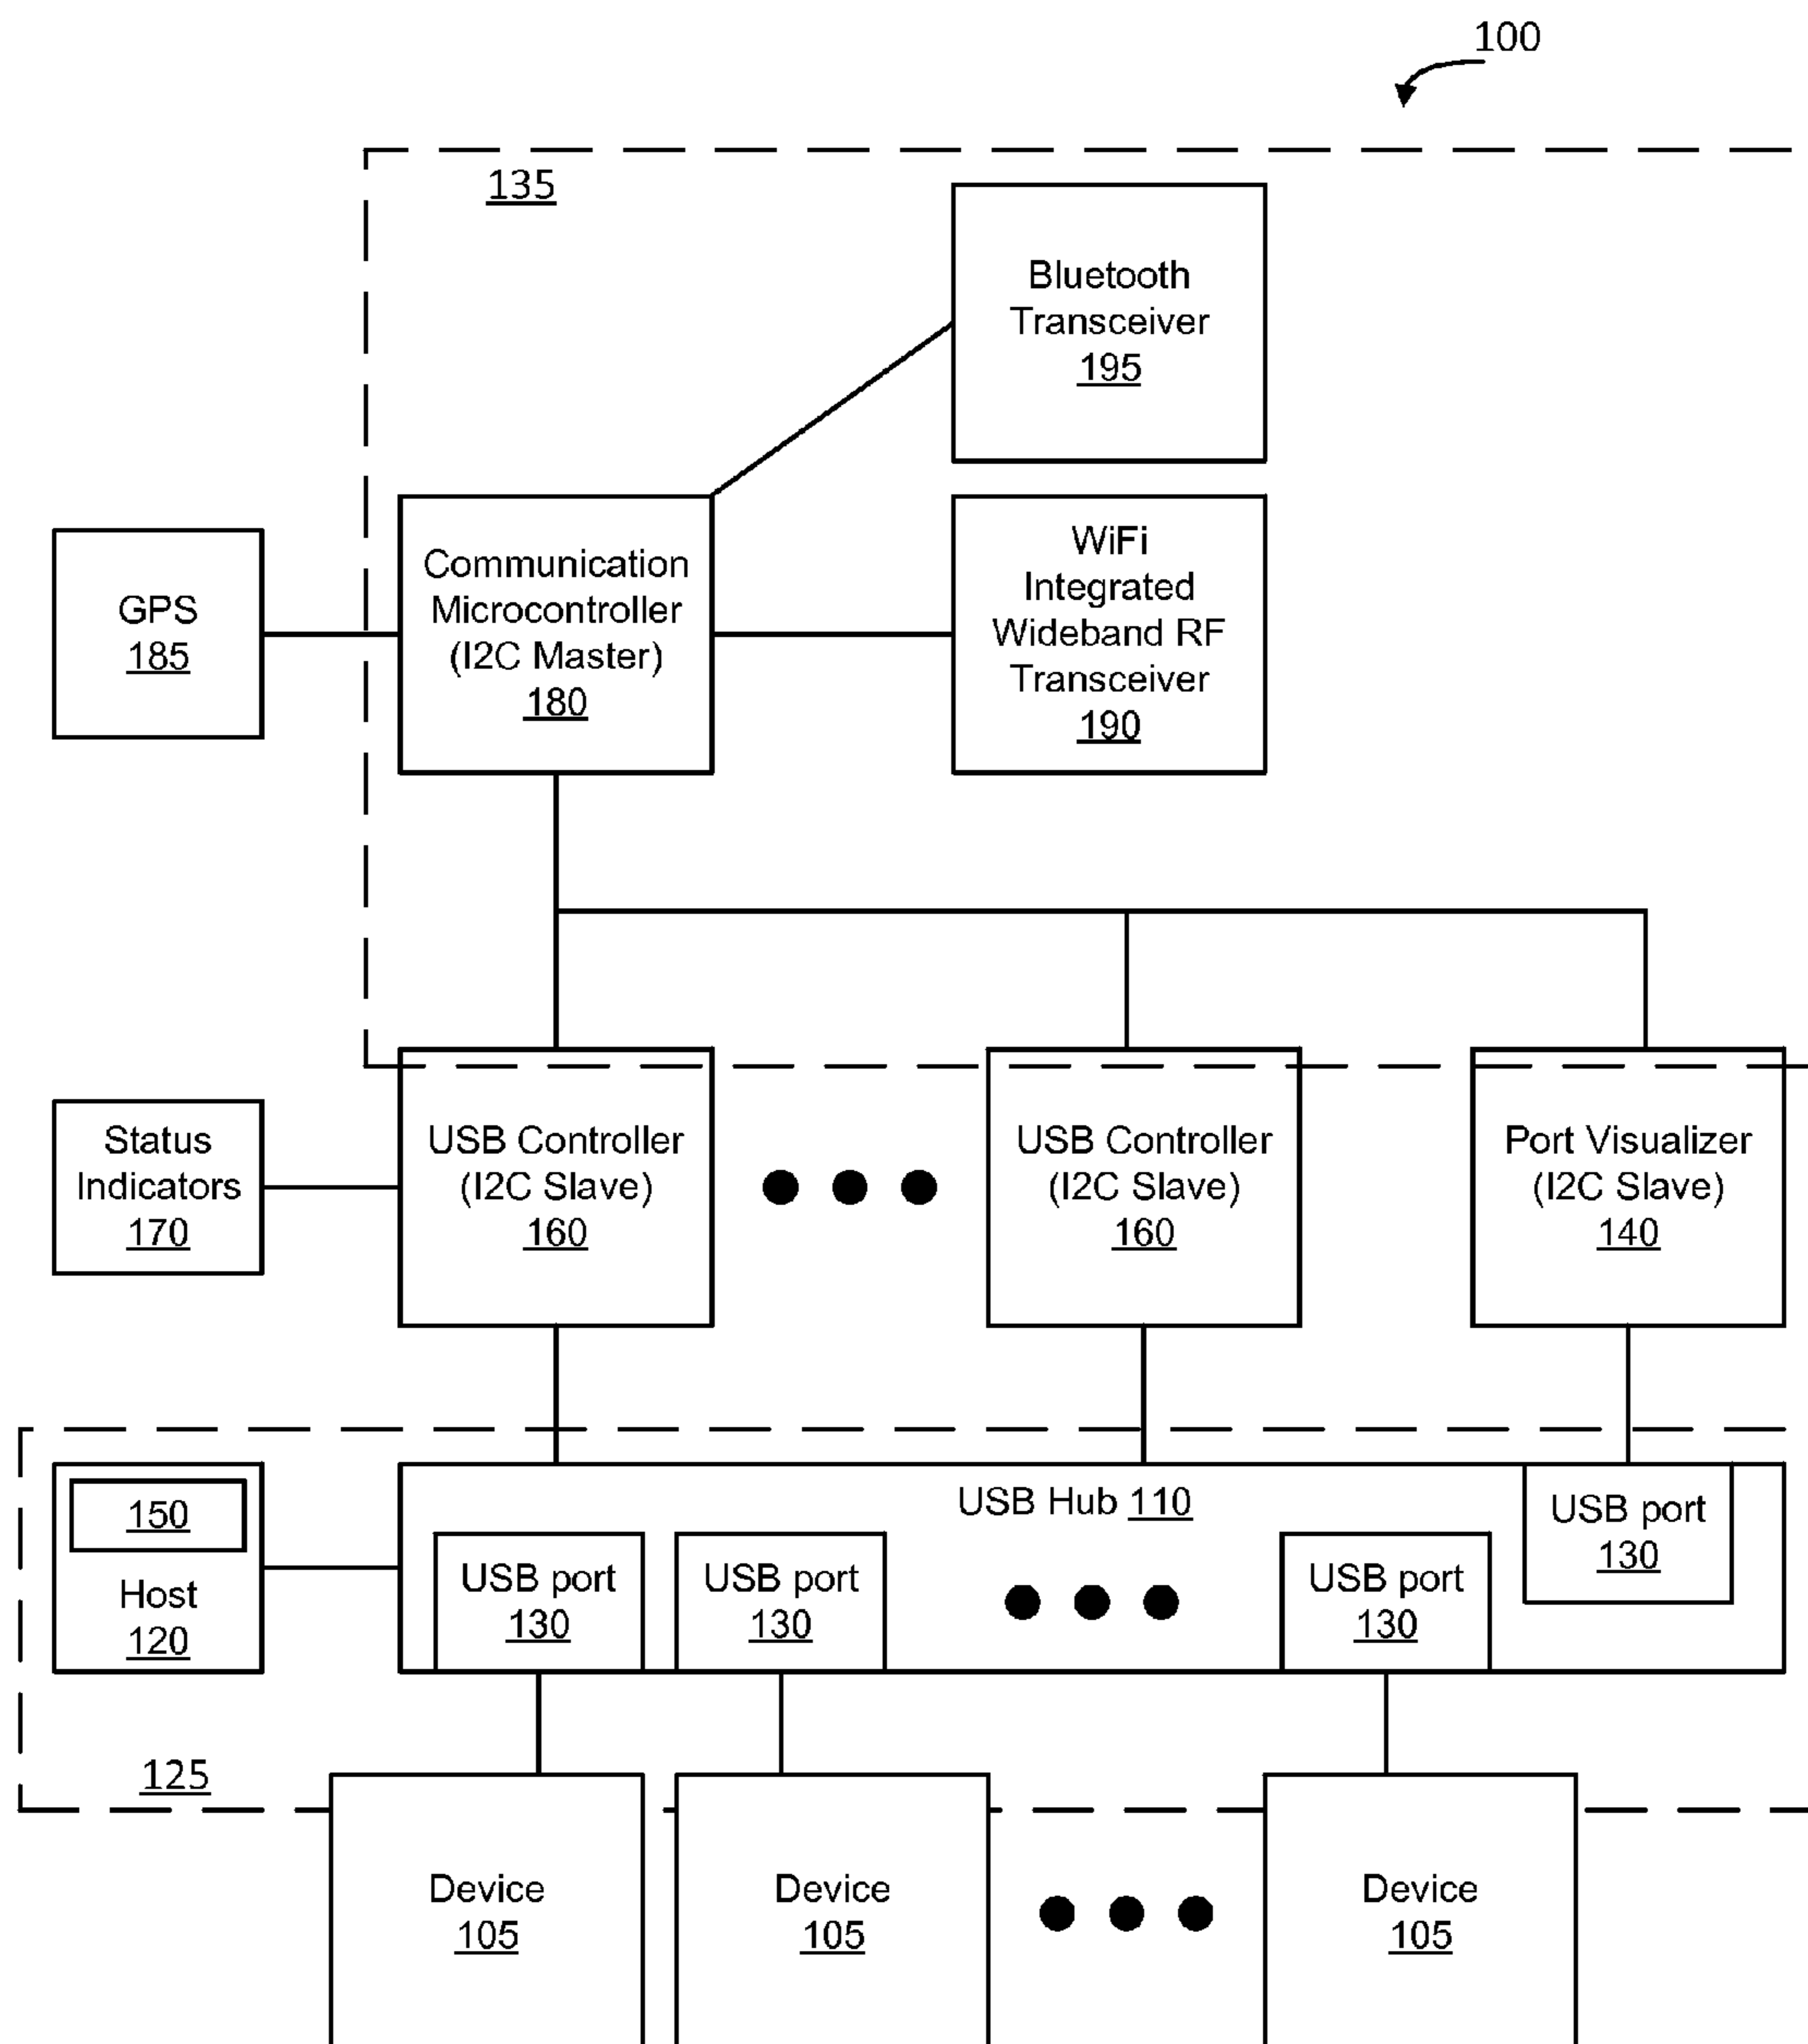 100
135
Bluetooth
Transceiver
195
GPS
185
Communication
Microcontroller
(I2C Master)
180
WiFi
Integrated
Wideband RF
Transceiver
190
Status
Indicators
170
USB Controller
(I2C Slave)
160
USB Controller
(I2C Slave)
160
Port Visualizer
(I2C Slave)
140
150
Host
120
USB Hub 110
USB port
130
USB port
130
USB port
130
USB port
130
125
Device
105
Device
105
Device
105